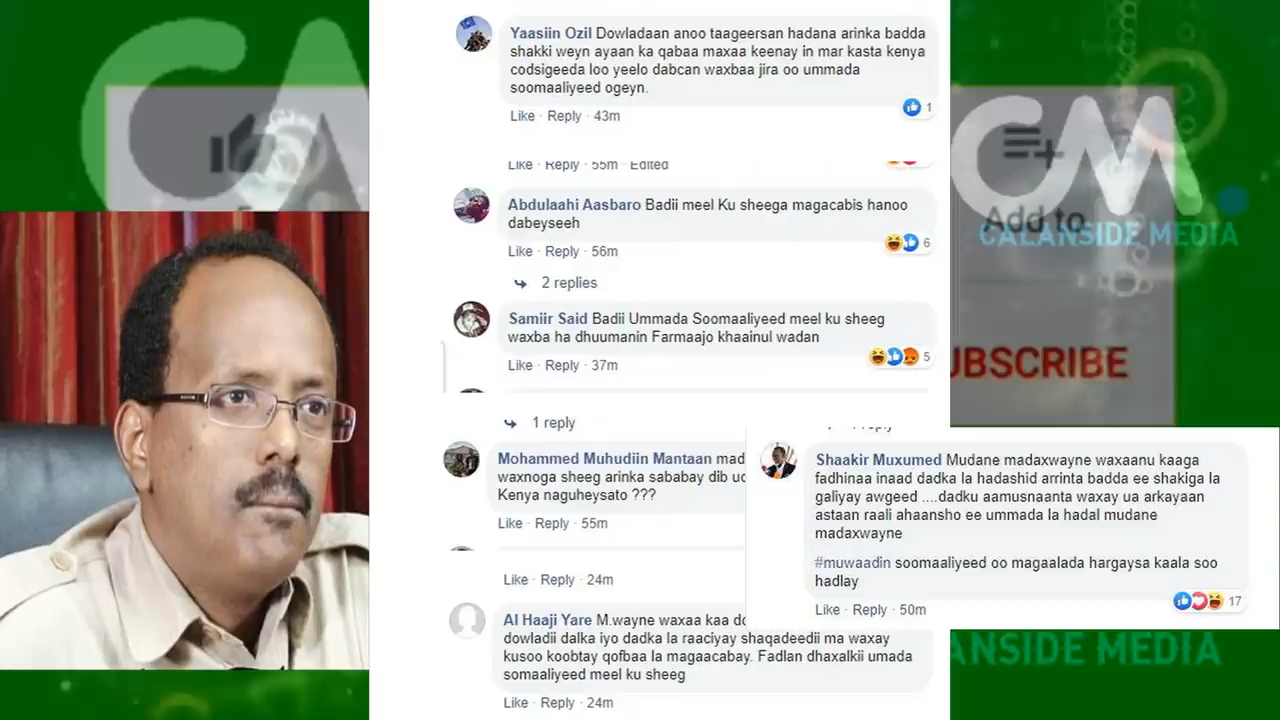 Yaasiin Ozil Dowladaan anoo taageersan hadana arinka badda
shakki weyn ayaan ka qabaa maxaa keenay in mar kasta kenya
codsigeeda loo yeelo dabcan waxbaa jira oo ummada
soomaaliyeed ogeyn.
1
Like · Reply · 43m
Like · Reply · 55m · Edited
Abdulaahi Aasbaro Badii meel Ku sheega magacabis hanoo
dabeyseeh
Like · Reply · 56m
6
2 replies
Samiir Said Badii Ummada Soomaaliyeed meel ku sheeg
waxba ha dhuumanin Farmaajo khaainul wadan
Like · Reply · 37m
5
1 reply
Mohammed Muhudiin Mantaan mad
waxnoga sheeg arinka sababay dib
Kenya naguheysato ???
Like · Reply · 55m
Like · Reply · 24m
Al Haaji Yare M.wayne waxaa kaa
dowladii dalka iyo dadka la raaciyay shaqadeedii ma waxay
kusoo koobtay qofbaa la magaacabay. Fadlan dhaxalkii umada
somaaliyeed meel ku sheeg
Like · Reply · 24m
Shaakir Muxumed Mudane madaxwayne waxaanu kaaga
fadhinaa inaad dadka la hadashid arrinta badda ee shakiga la
galiyay awgeed ....dadku aamusnaanta waxay ua arkayaan
astaan raali ahaansho ee ummada la hadal mudane
madaxwayne
#muwaadin soomaaliyeed oo magaalada hargaysa kaala soo
hadlay
Like · Reply · 50m
17
CM
Add to
CALANSIDE MEDIA
UBSCRIBE
ANSIDE MEDIA